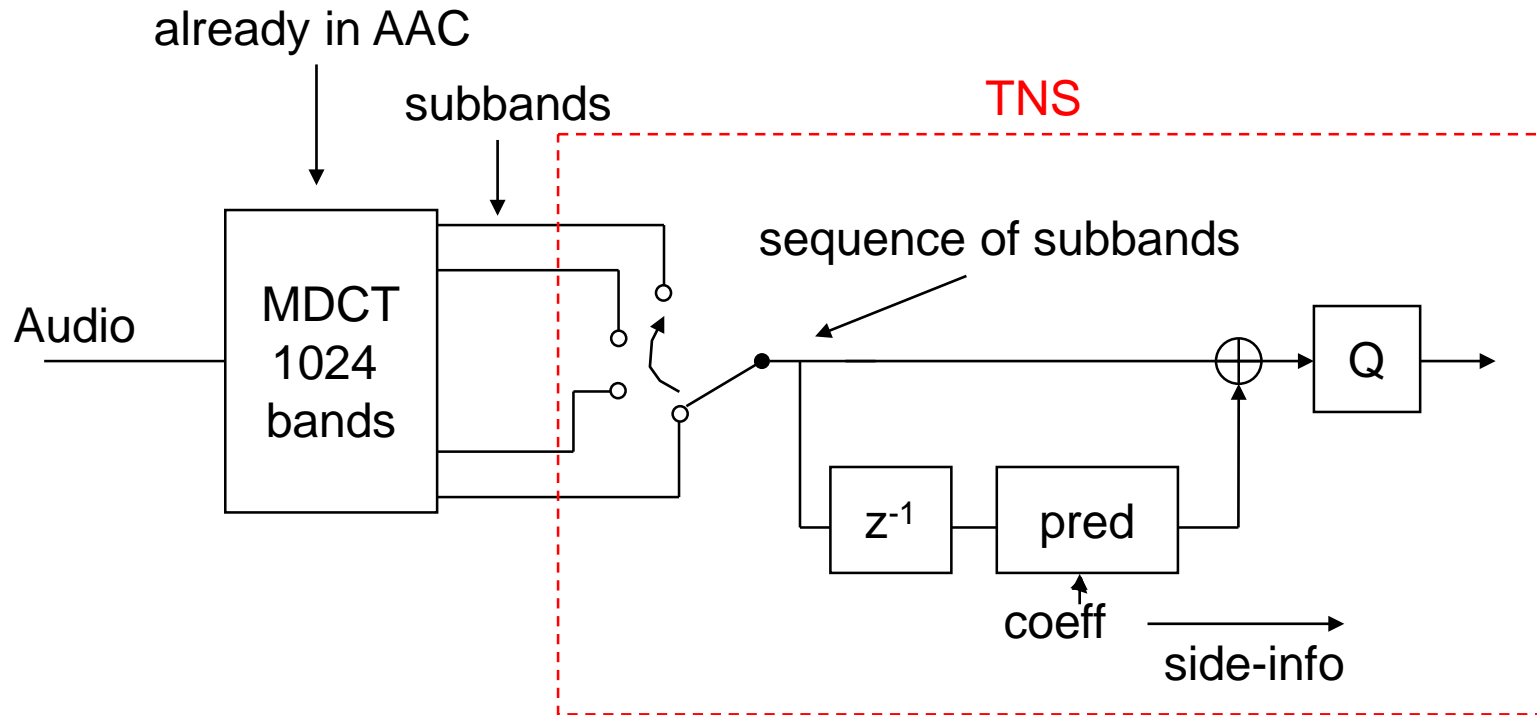 already in AAC
subbands
TNS
sequence of subbands
Audio
MDCT
1024
bands
Q
z-1
pred
coeff
side-info